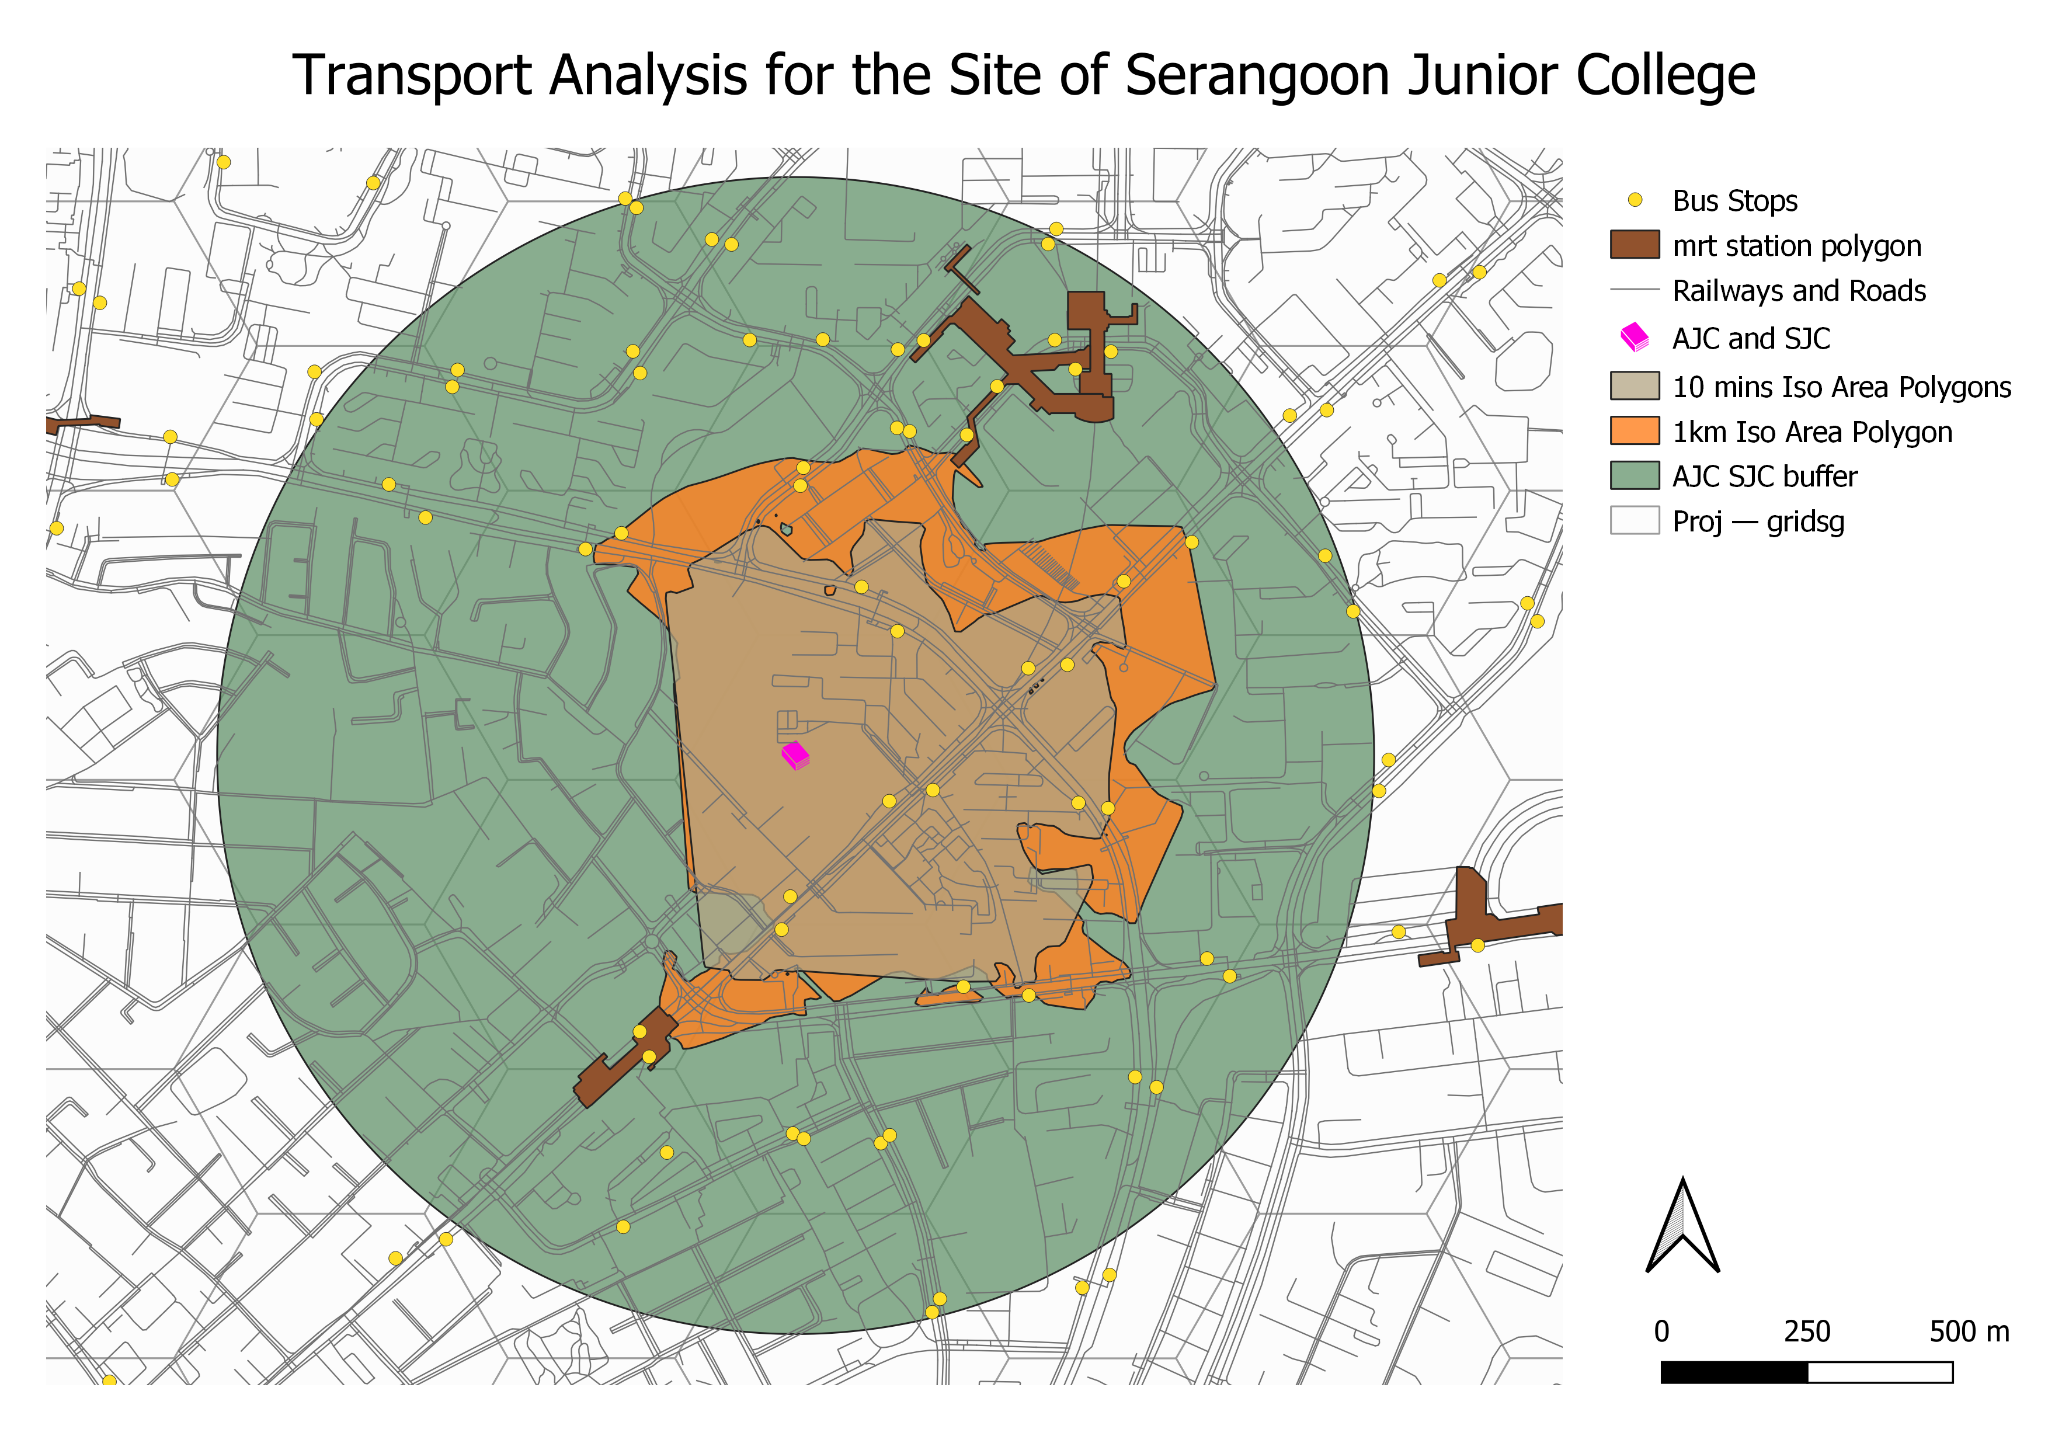 Transport Analysis for the Site of Serangoon Junior College
Bus Stops
mrt station polygon
Railways and Roads
AJC and SJC
10 mins Iso Area Polygons
1km Iso Area Polygon
AJC SJC buffer
Proj — gridsg
0 250 500 m